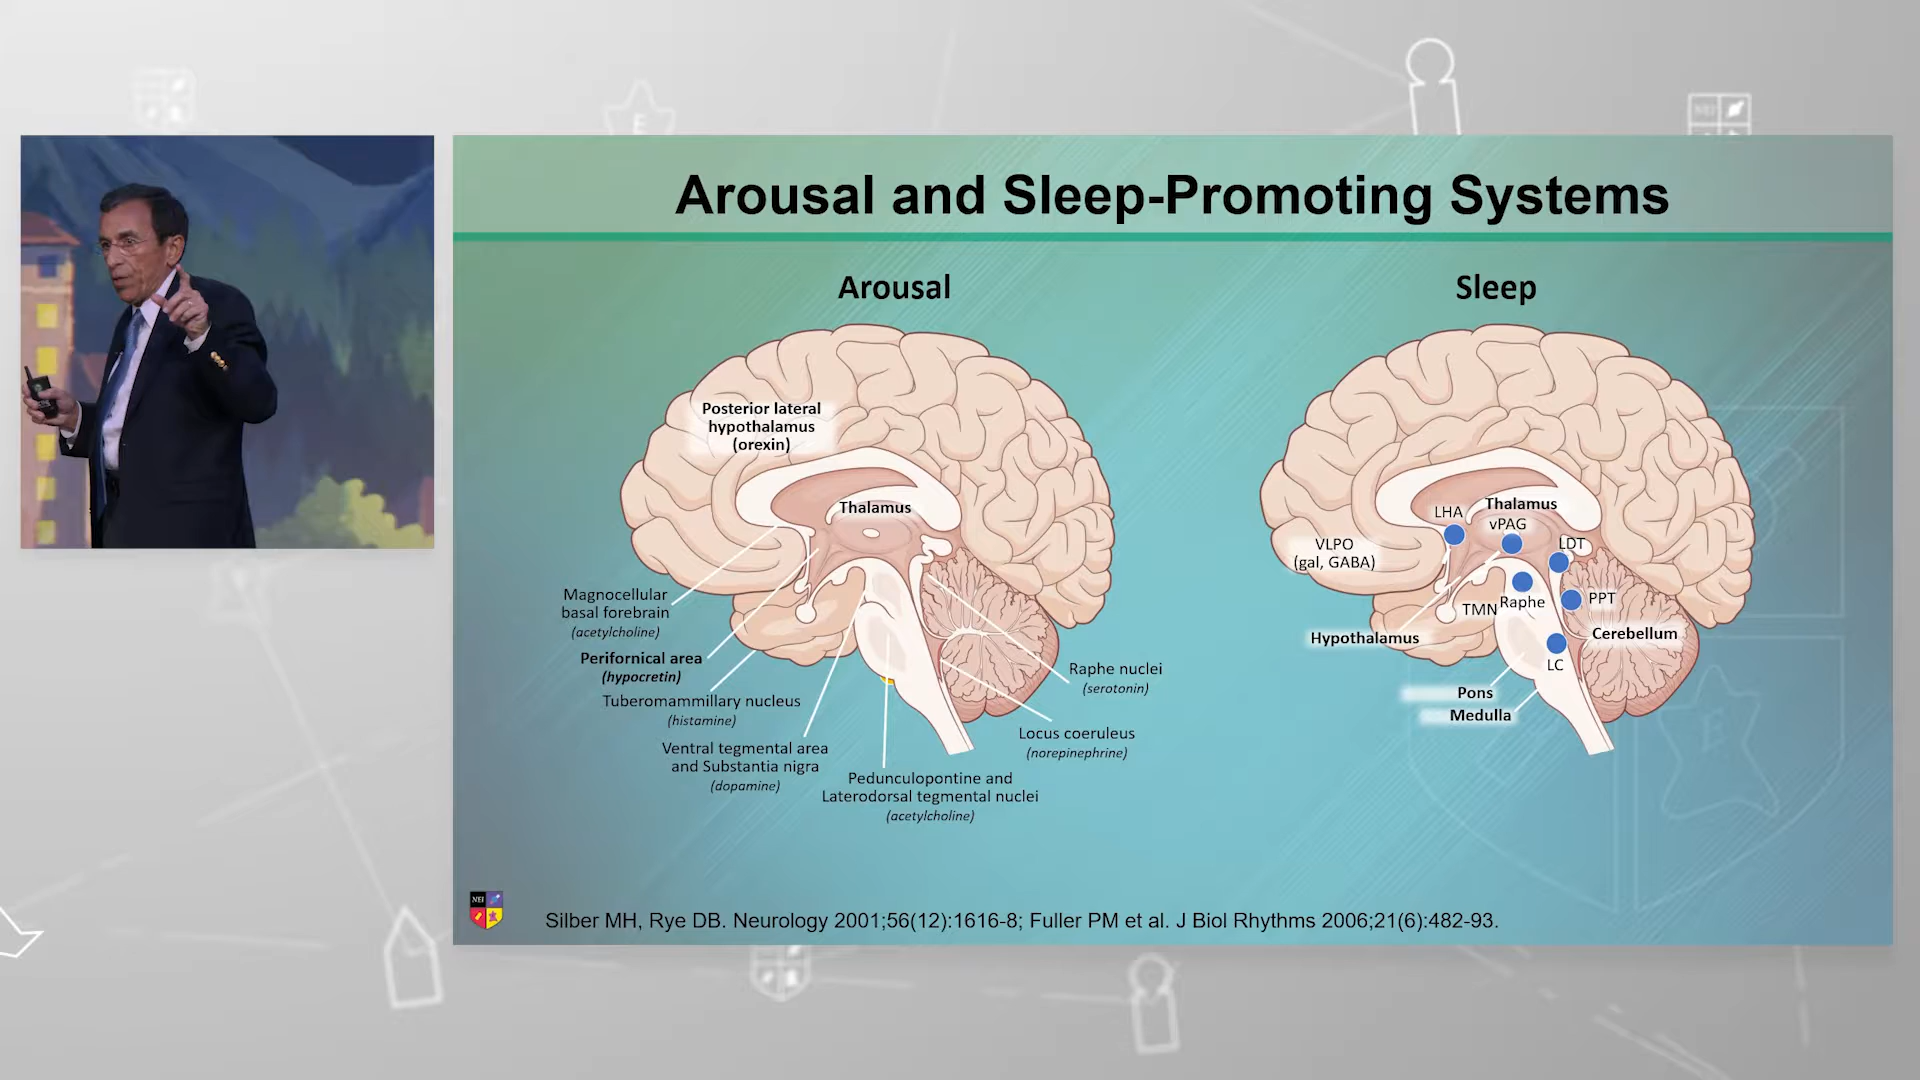 Arousal and Sleep-Promoting Systems
Arousal
Posterior lateral
hypothalamus
(orexin)
Thalamus
Magnocellular
basal forebrain
(acetylcholine)
Perifornical area
(hypocretin)
Tuberomammillary nucleus
(histamine)
Ventral tegmental area
and Substantia nigra
(dopamine)
Pedunculopontine and
Laterodorsal tegmental nuclei
(acetylcholine)
Raphe nuclei
(serotonin)
Locus coeruleus
(norepinephrine)
Sleep
LHA
Thalamus
vPAG
LDT
VLPO
(gal, GABA)
TMN
Raphe
PPT
Hypothalamus
Cerebellum
LC
Pons
Medulla
NEI
Silber MH, Rye DB. Neurology 2001;56(12):1616-8; Fuller PM et al. J Biol Rhythms 2006;21(6):482-93.
E
NEI
E